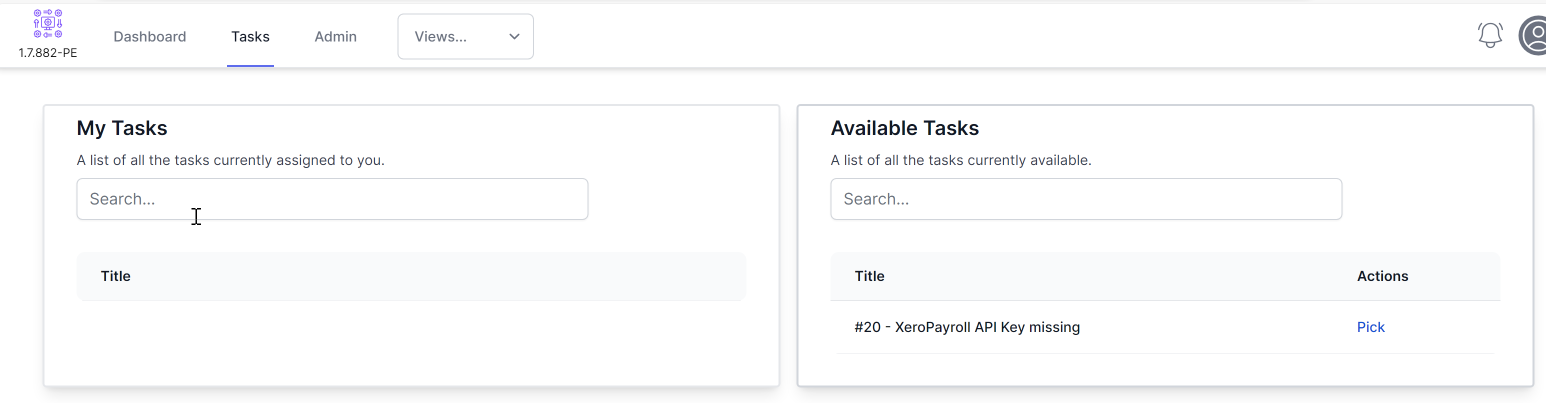 1.7.882-PE
Dashboard
Tasks
Admin
Views...
My Tasks
A list of all the tasks currently assigned to you.
Search...
Title
Available Tasks
A list of all the tasks currently available.
Search...
Title Actions
#20 - XeroPayroll API Key missing Pick